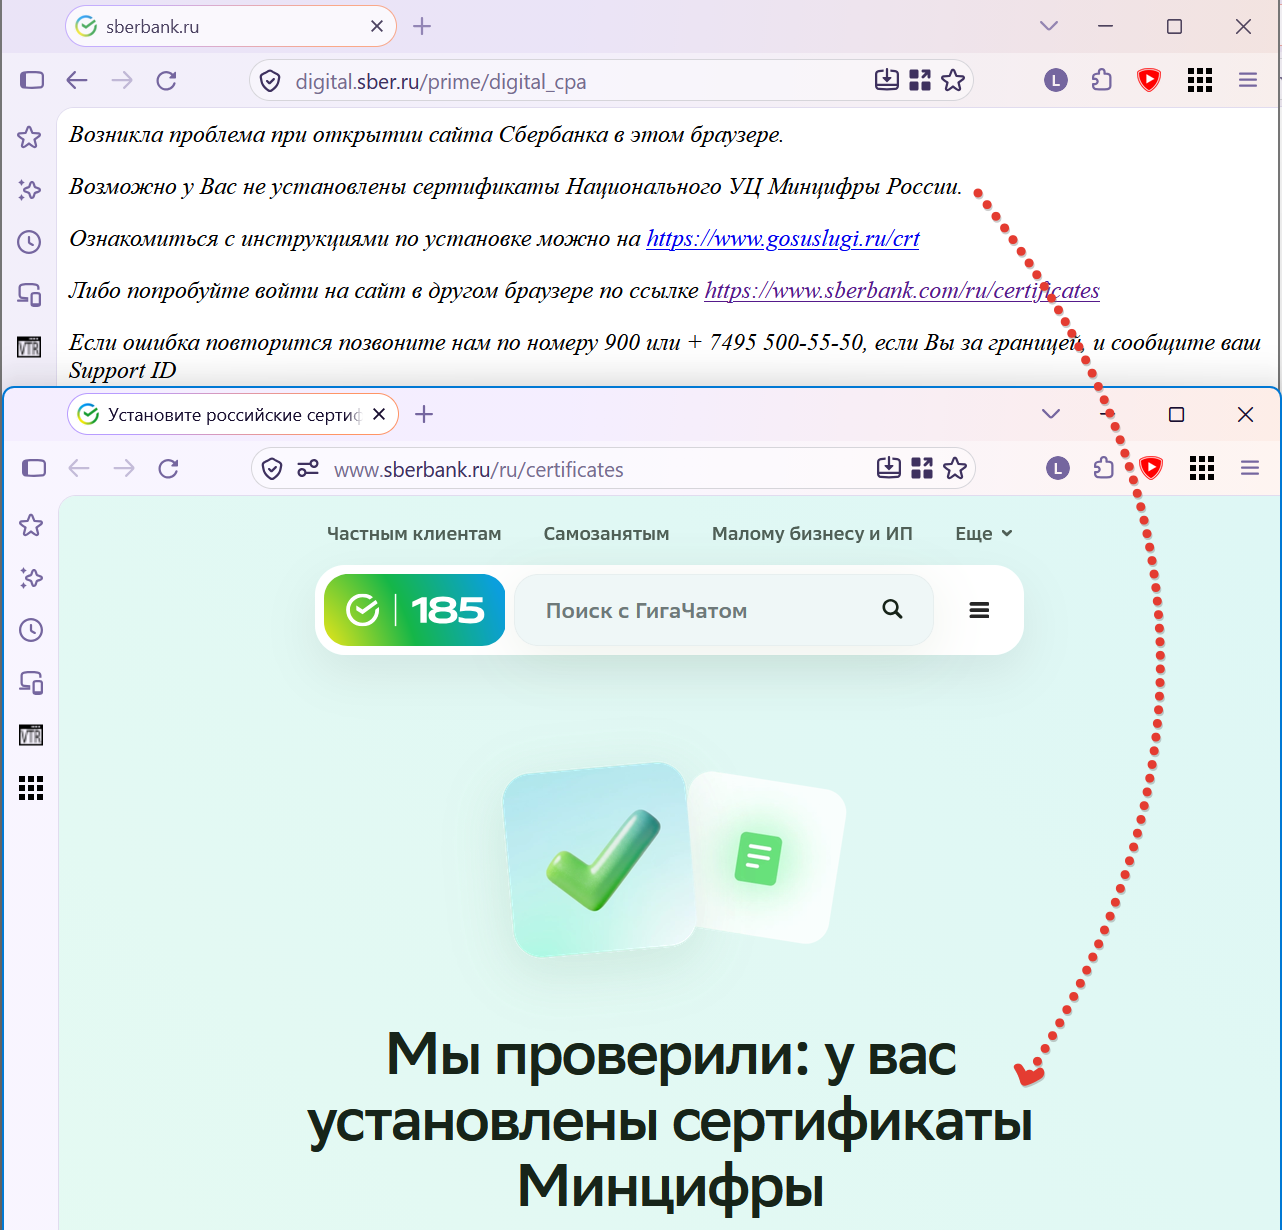 sberbank.ru
digital.sber.ru/prime/digital_cpa
L
Возникла проблема при открытии сайта Сбербанка в этом браузере.
Возможно у Вас не установлены сертификаты Национального УЦ Минцифры России.
Ознакомиться с инструкциями по установке можно на https://www.gosuslugi.ru/crt
Либо попробуйте войти на сайт в другом браузере по ссылке https://www.sberbank.com/ru/certificates
Если ошибка повторится позвоните нам по номеру 900 или + 7495 500-55-50, если Вы за границей, и сообщите ваш
Support ID
VTR
Установите российские серти
www.sberbank.ru/ru/certificates
L
Частным клиентам Самозанятым Малому бизнесу и ИП Еще
185 Поиск с ГигаЧатом
VTR
Мы проверили: у вас
установлены сертификаты
Минцифры